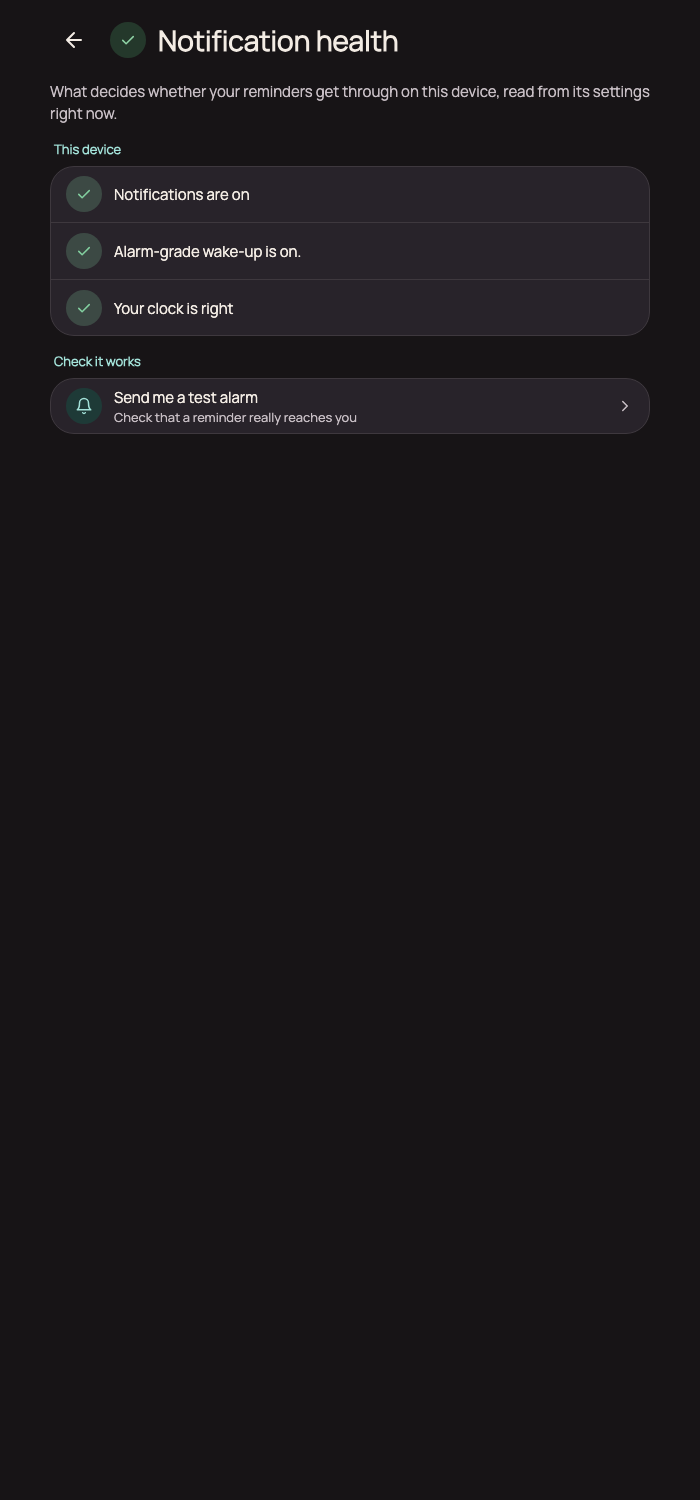 Notification health
What decides whether your reminders get through on this device, read from its settings
right now.
This device
Notifications are on
Alarm-grade wake-up is on.
Your clock is right
Check it works
Send me a test alarm
Check that a reminder really reaches you